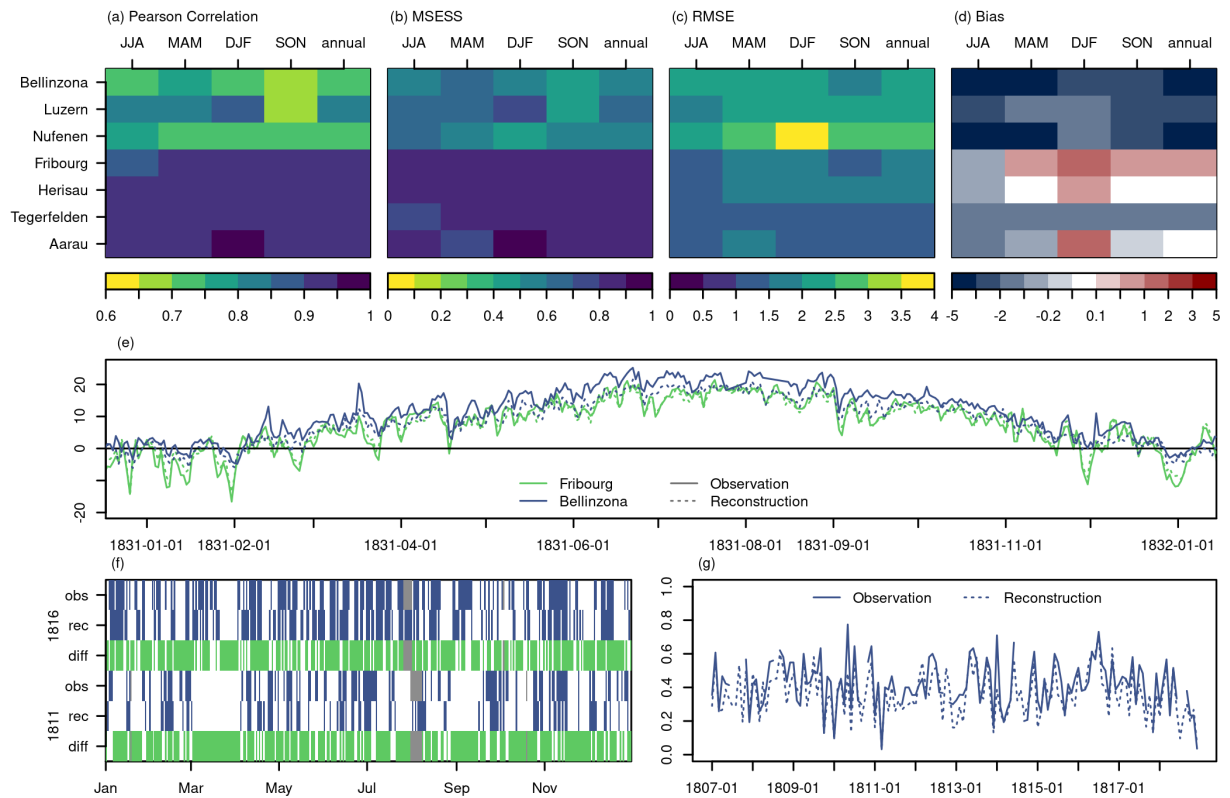 (a) Pearson Correlation (b) MSESS (c) RMSE (d) Bias
JJA MAM DJF SON annual JJA MAM DJF SON annual JJA MAM DJF SON annual JJA MAM DJF SON annual
Bellinzona
Luzern
Nufenen
Fribourg
Herisau
Tegerfelden
Aarau
0.6 0.7 0.8 0.9 1 0 0.2 0.4 0.6 0.8 1 0 0.5 1 1.5 2 2.5 3 3.5 4 -5 -2 -0.2 0.1 1 2 3 5
(e)
20
10
0
-20
Fribourg Observation
Bellinzona Reconstruction
1831-01-01 1831-02-01 1831-04-01 1831-06-01 1831-08-01 1831-09-01 1831-11-01 1832-01-01
(f)
1816
obs
rec
diff
1811
obs
rec
diff
Jan Mar May Jul Sep Nov
(g)
Observation Reconstruction
1.0
0.8
0.6
0.4
0.2
0.0
1807-01 1809-01 1811-01 1813-01 1815-01 1817-01